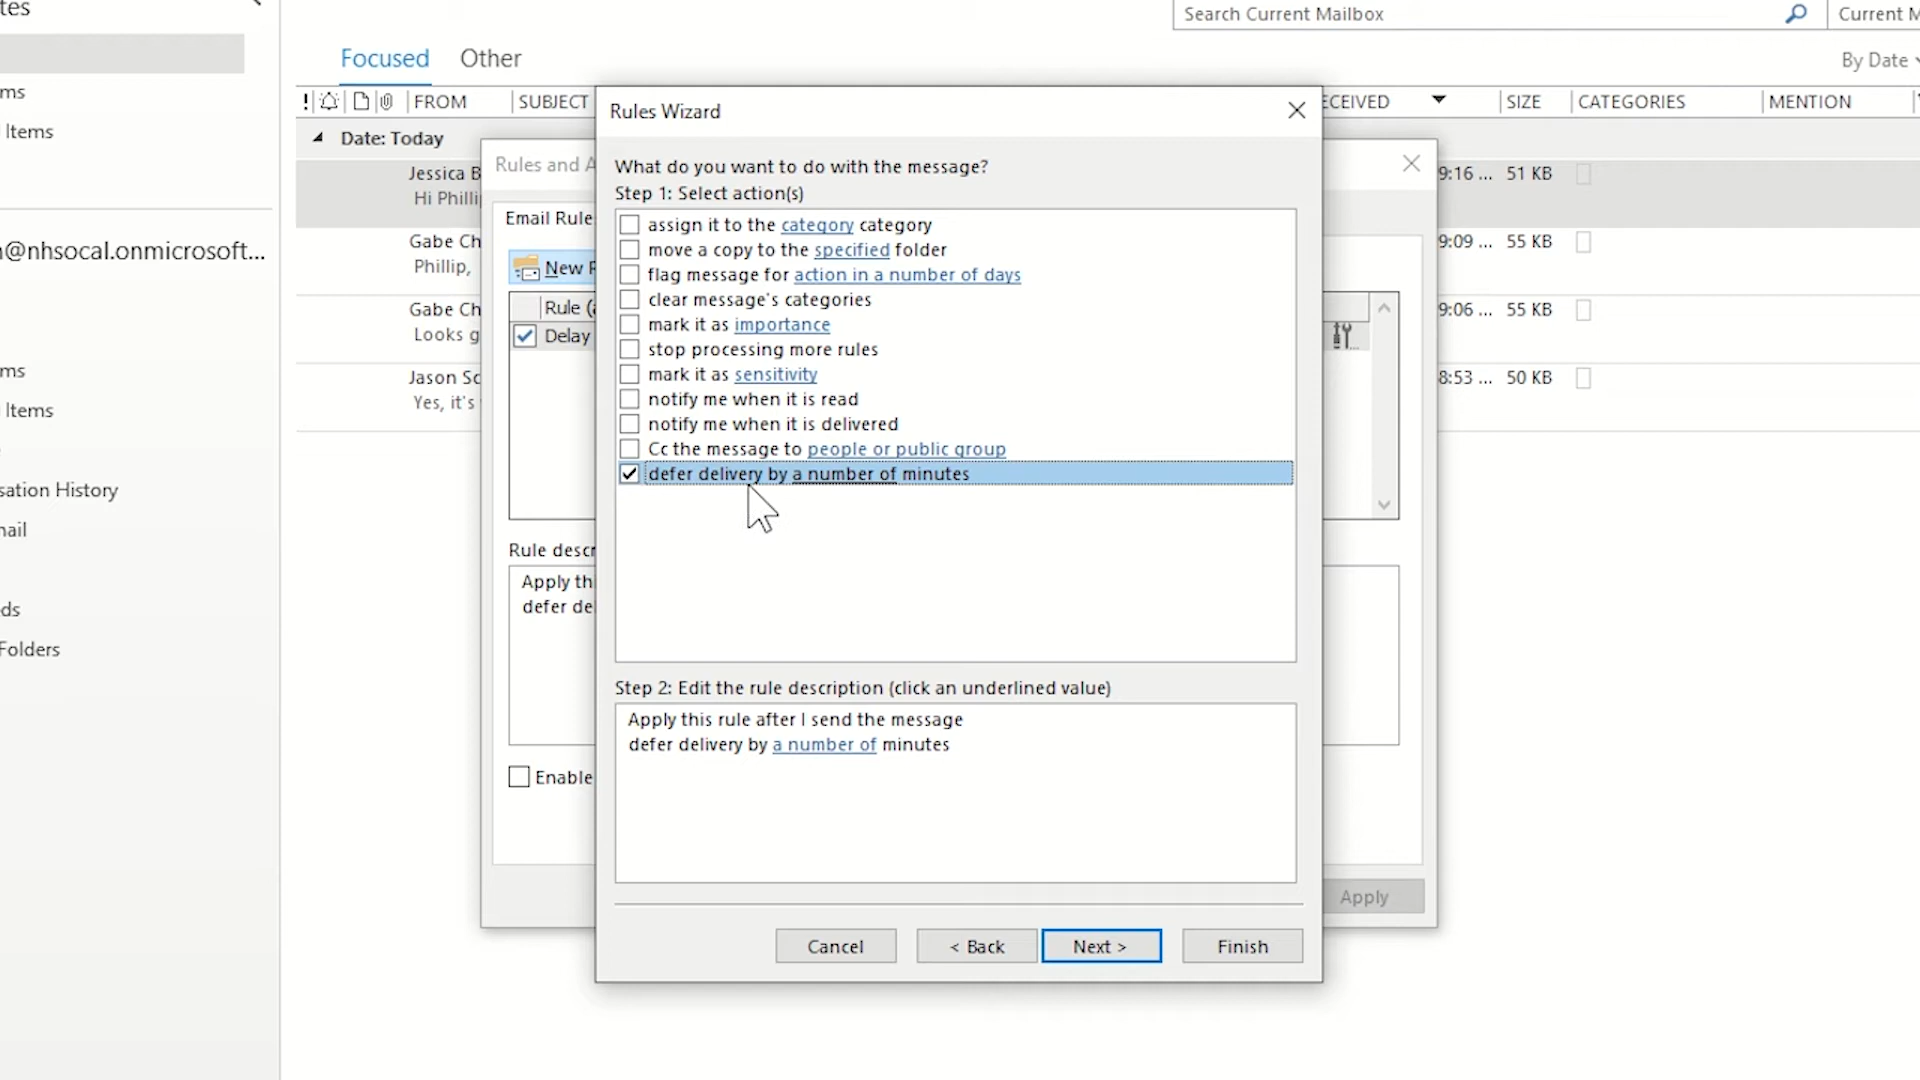 tes
Search Current Mailbox
Current M
Focused Other
By Date
! FROM SUBJECT ECEIVED SIZE CATEGORIES MENTION
ms
Items
Date: Today
Jessica B
Hi Phillip
9:16 ... 51 KB
@nhsocal.onmicrosoft...
Gabe Ch
Phillip,
9:09 ... 55 KB
Gabe Ch
Looks g
9:06 ... 55 KB
Jason Sc
Yes, it's
8:53 ... 50 KB
ms
Items
sation History
ail
ds
Folders
Rules and A
Email Rule
New R
Rule (a
Delay
Rule descr
Apply th
defer de
Enable
Apply
Rules Wizard
What do you want to do with the message?
Step 1: Select action(s)
assign it to the category category
move a copy to the specified folder
flag message for action in a number of days
clear message's categories
mark it as importance
stop processing more rules
mark it as sensitivity
notify me when it is read
notify me when it is delivered
Cc the message to people or public group
defer delivery by a number of minutes
Step 2: Edit the rule description (click an underlined value)
Apply this rule after I send the message
defer delivery by a number of minutes
Cancel < Back Next > Finish